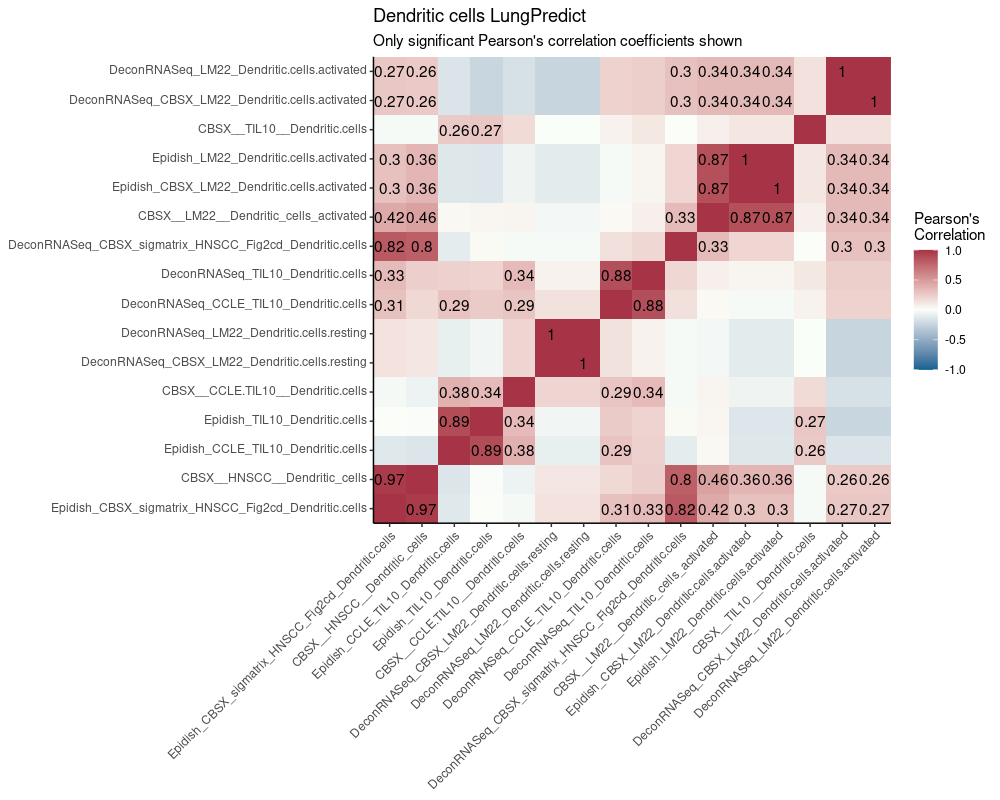 Dendritic cells LungPredict
Only significant Pearson's correlation coefficients shown
DeconRNASeq_LM22_Dendritic.cells.activated 0.27 0.26 0.3 0.34 0.34 0.34 1
DeconRNASeq_CBSX_LM22_Dendritic.cells.activated 0.27 0.26 0.3 0.34 0.34 0.34 1
CBSX__TIL10__Dendritic.cells 0.26 0.27
Epidish_LM22_Dendritic.cells.activated 0.3 0.36 0.87 1 0.34 0.34
Epidish_CBSX_LM22_Dendritic.cells.activated 0.3 0.36 0.87 1 0.34 0.34
CBSX__LM22__Dendritic_cells_activated 0.42 0.46 0.33 0.87 0.87 0.34 0.34
DeconRNASeq_CBSX_sigmatrix_HNSCC_Fig2cd_Dendritic.cells 0.82 0.8 0.33 0.3 0.3
DeconRNASeq_TIL10_Dendritic.cells 0.33 0.34 0.88
DeconRNASeq_CCLE_TIL10_Dendritic.cells 0.31 0.29 0.29 0.88
DeconRNASeq_LM22_Dendritic.cells.resting 1
DeconRNASeq_CBSX_LM22_Dendritic.cells.resting 1
CBSX__CCLE.TIL10__Dendritic.cells 0.38 0.34 0.29 0.34
Epidish_TIL10_Dendritic.cells 0.89 0.34 0.27
Epidish_CCLE_TIL10_Dendritic.cells 0.89 0.38 0.29 0.26
CBSX__HNSCC__Dendritic_cells 0.97 0.8 0.46 0.36 0.36 0.26 0.26
Epidish_CBSX_sigmatrix_HNSCC_Fig2cd_Dendritic.cells 0.97 0.31 0.33 0.82 0.42 0.3 0.3 0.27 0.27
Epidish_CBSX_sigmatrix_HNSCC_Fig2cd_Dendritic.cells
CBSX__HNSCC__Dendritic_cells
Epidish_CCLE_TIL10_Dendritic.cells
Epidish_TIL10_Dendritic.cells
CBSX__CCLE.TIL10__Dendritic.cells
DeconRNASeq_CBSX_LM22_Dendritic.cells.resting
DeconRNASeq_LM22_Dendritic.cells.resting
DeconRNASeq_CCLE_TIL10_Dendritic.cells
DeconRNASeq_TIL10_Dendritic.cells
DeconRNASeq_CBSX_sigmatrix_HNSCC_Fig2cd_Dendritic.cells
CBSX__LM22__Dendritic_cells_activated
Epidish_CBSX_LM22_Dendritic.cells.activated
Epidish_LM22_Dendritic.cells.activated
CBSX__TIL10__Dendritic.cells
DeconRNASeq_CBSX_LM22_Dendritic.cells.activated
DeconRNASeq_LM22_Dendritic.cells.activated
Pearson's
Correlation
1.0
0.5
0.0
-0.5
-1.0